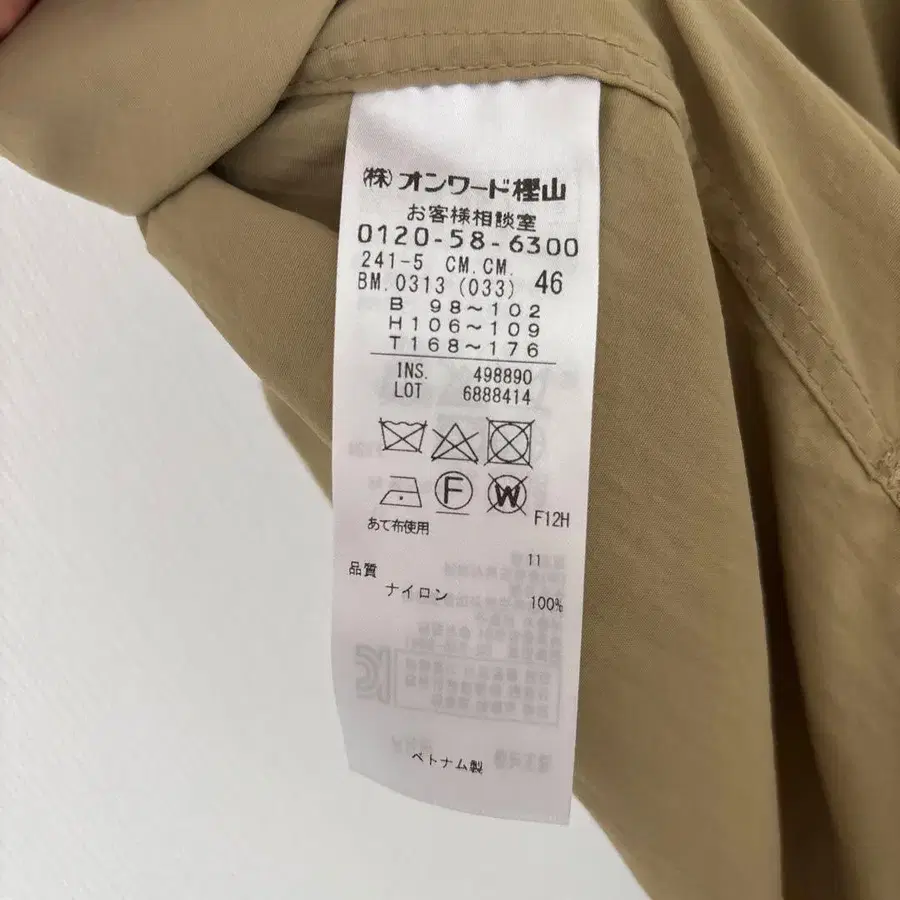 (株)オンワード樫山
お客様相談室
0120-58-6300
241-5 CM.CM. 46
BM.0313 (033)
B 98~102
H106~109
T168~176
INS. 498890
LOT 6888414
F
W
F12H
あて布使用
11
品質
ナイロン 100%
ベトナム製